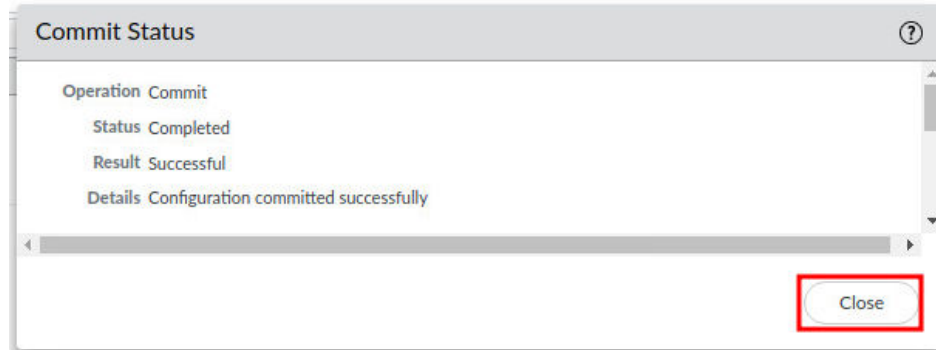 Commit Status
Operation Commit
Status Completed
Result Successful
Details Configuration committed successfully
Close